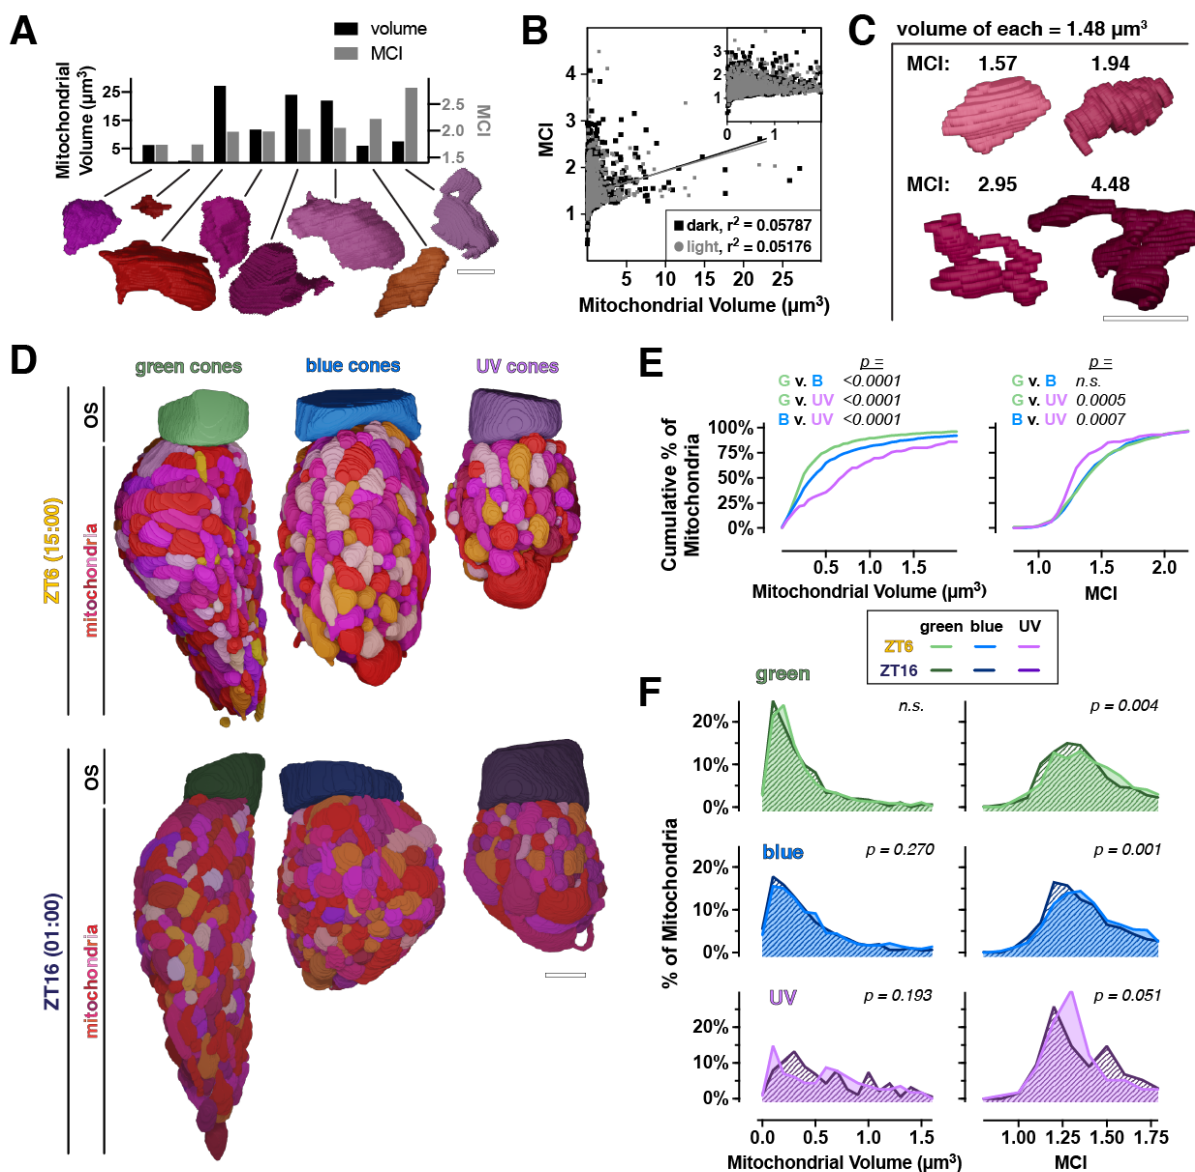 A
volume
MCI
Mitochondrial
Volume (µm³)
25
15
5
2.5
2.0
1.5
MCI
B
MCI
4
3
2
1
3
2
1
0
1
dark, r² = 0.05787
light, r² = 0.05176
5
10
15
20
25
Mitochondrial Volume (µm³)
C
volume of each = 1.48 µm³
MCI:
1.57
1.94
MCI:
2.95
4.48
D
green cones
blue cones
UV cones
OS
ZT6 (15:00)
mitochondria
OS
ZT16 (01:00)
mitochondria
E
p =
G v. B <0.0001
G v. UV <0.0001
B v. UV <0.0001
p =
G v. B n.s.
G v. UV 0.0005
B v. UV 0.0007
Cumulative % of
Mitochondria
100%
75%
50%
25%
0%
0.5
1.0
1.5
Mitochondrial Volume (µm³)
1.0
1.5
2.0
MCI
green
blue
UV
ZT6
ZT16
F
% of Mitochondria
green
n.s.
p = 0.004
20%
10%
0%
blue
p = 0.270
p = 0.001
20%
10%
0%
UV
p = 0.193
p = 0.051
20%
10%
0%
0.0
0.5
1.0
1.5
Mitochondrial Volume (µm³)
1.00
1.25
1.50
1.75
MCI